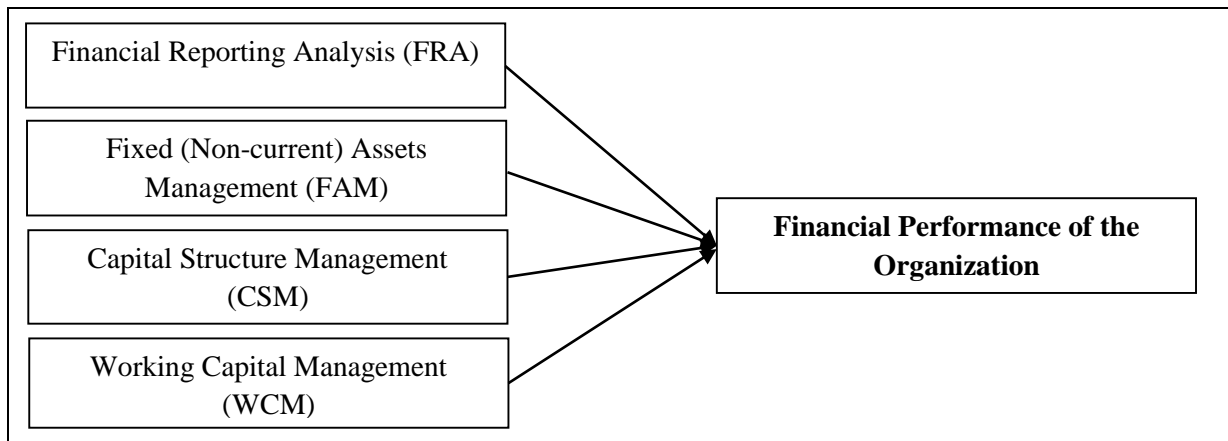 Financial Reporting Analysis (FRA)
Fixed (Non-current) Assets
Management (FAM)
Capital Structure Management
(CSM)
Working Capital Management
(WCM)
Financial Performance of the
Organization